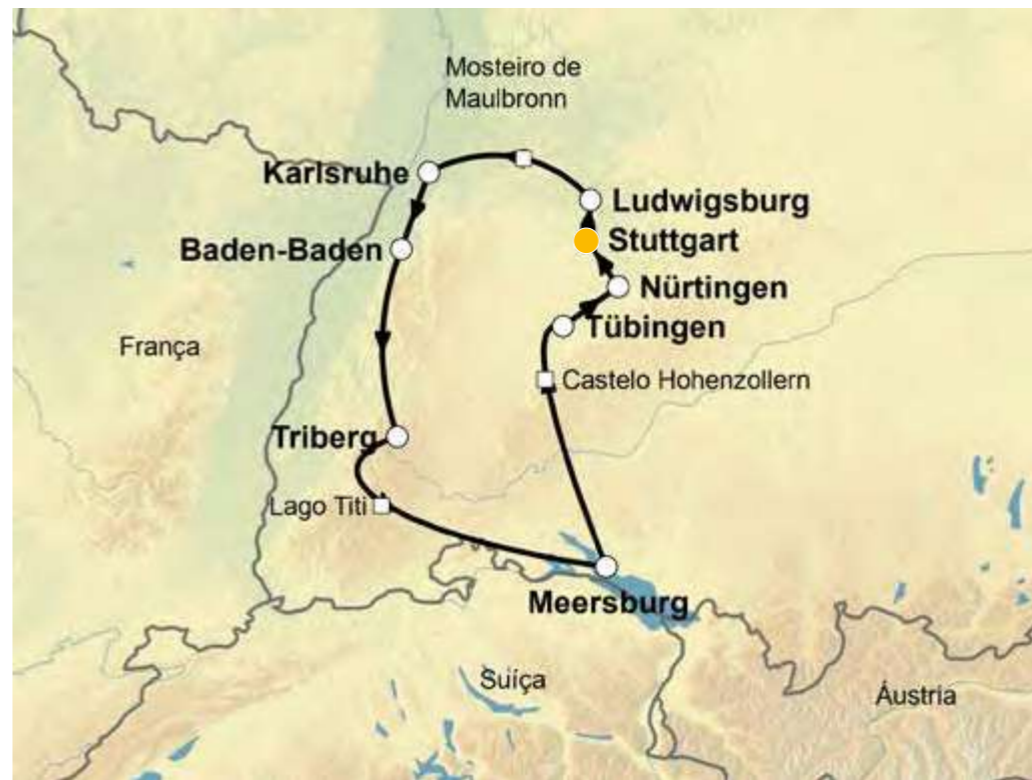 Mosteiro de
Maulbronn
Karlsruhe
Ludwigsburg
Baden-Baden
Stuttgart
Nürtingen
Tübingen
França
Castelo Hohenzollern
Triberg
Lago Titi
Meersburg
Suíça
Áustria